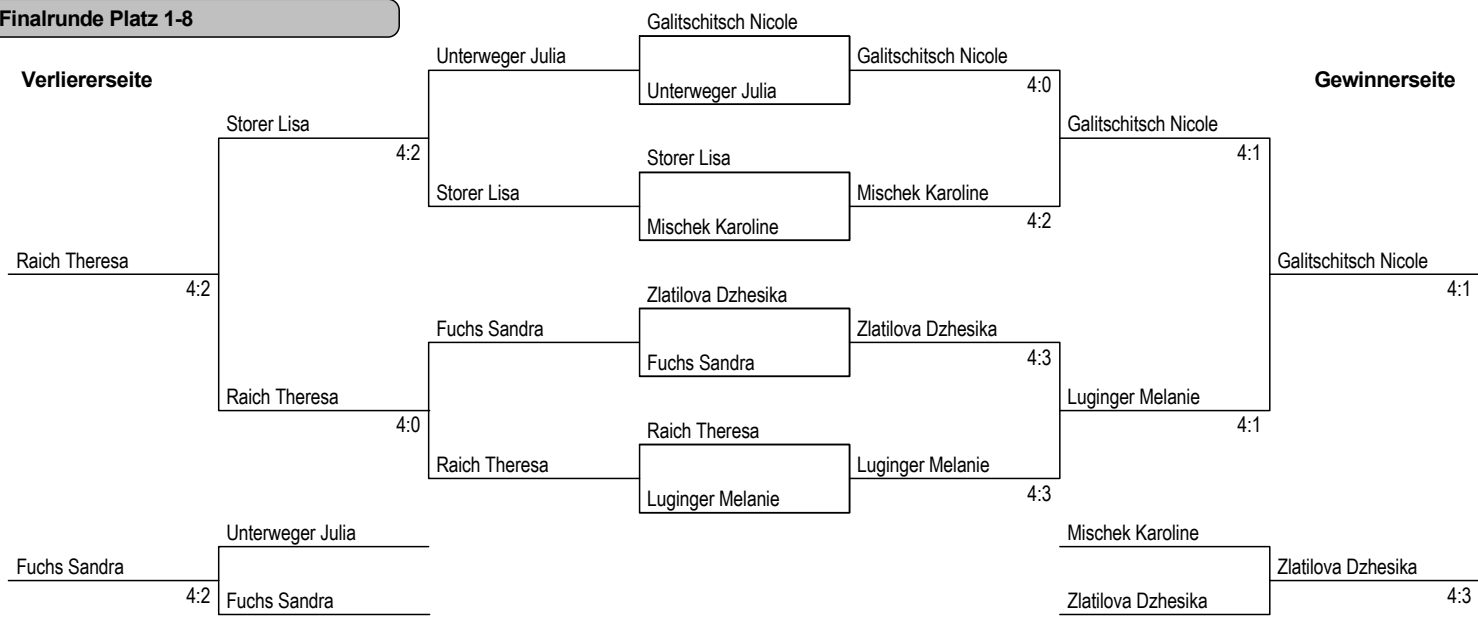 Finalrunde Platz 1-8
Galitschitsch Nicole
Unterweger Julia
Galitschitsch Nicole
Verliererseite
Gewinnerseite
4:0
Unterweger Julia
Storer Lisa
Galitschitsch Nicole
4:2
Storer Lisa
4:1
Storer Lisa
Mischek Karoline
Mischek Karoline
4:2
Raich Theresa
Galitschitsch Nicole
4:2
4:1
Zlatilova Dzhesika
Fuchs Sandra
Zlatilova Dzhesika
Fuchs Sandra
4:3
Raich Theresa
Luginger Melanie
4:0
4:1
Raich Theresa
Raich Theresa
Luginger Melanie
Luginger Melanie
4:3
Unterweger Julia
Mischek Karoline
Fuchs Sandra
Zlatilova Dzhesika
4:2
Fuchs Sandra
Zlatilova Dzhesika
4:3